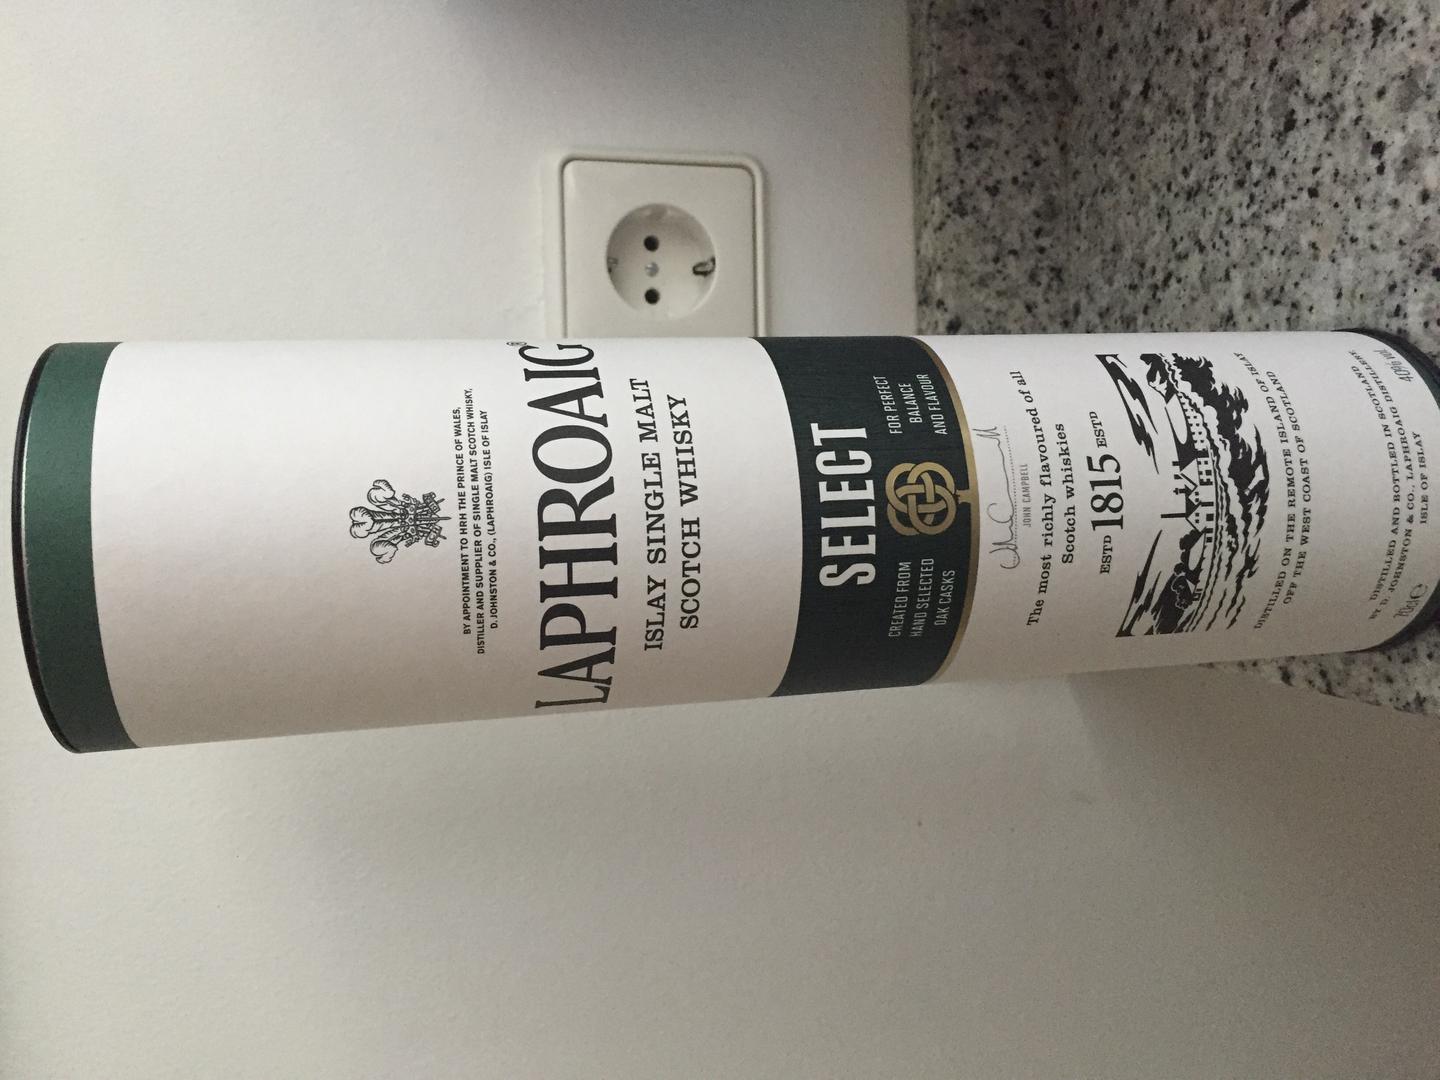 BY APPOINTMENT TO HRH THE PRINCE OF WALES,
DISTILLER AND SUPPLIER OF SINGLE MALT SCOTCH WHISKY,
D. JOHNSTON & CO., (LAPHROAIG) ISLE OF ISLAY
LAPHROAIG®
ISLAY SINGLE MALT
SCOTCH WHISKY
SELECT
CREATED FROM
HAND SELECTED
OAK CASKS
FOR PERFECT
BALANCE
AND FLAVOUR
JOHN CAMPBELL
The most richly flavoured of all
Scotch whiskies
ESTD 1815 ESTD
DISTILLED ON THE REMOTE ISLAND OF ISLAY
OFF THE WEST COAST OF SCOTLAND
DISTILLED AND BOTTLED IN SCOTLAND
BY D. JOHNSTON & CO., LAPHROAIG DISTILLERY,
ISLE OF ISLAY
70cl e
40% vol